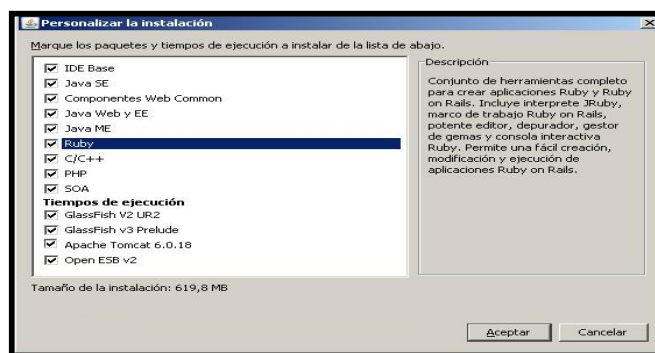 Personalizar la instalación
Marque los paquetes y tiempos de ejecución a instalar de la lista de abajo.
IDE Base
Java SE
Componentes Web Common
Java Web y EE
Java ME
Ruby
C/C++
PHP
SOA
Tiempos de ejecución
GlassFish V2 UR2
GlassFish v3 Prelude
Apache Tomcat 6.0.18
Open ESB v2
Descripción
Conjunto de herramientas completo
para crear aplicaciones Ruby y Ruby
on Rails. Incluye interprete JRuby,
marco de trabajo Ruby on Rails,
potente editor, depurador, gestor
de gemas y consola interactiva
Ruby. Permite una fácil creación,
modificación y ejecución de
aplicaciones Ruby on Rails.
Tamaño de la instalación: 619,8 MB
Aceptar
Cancelar